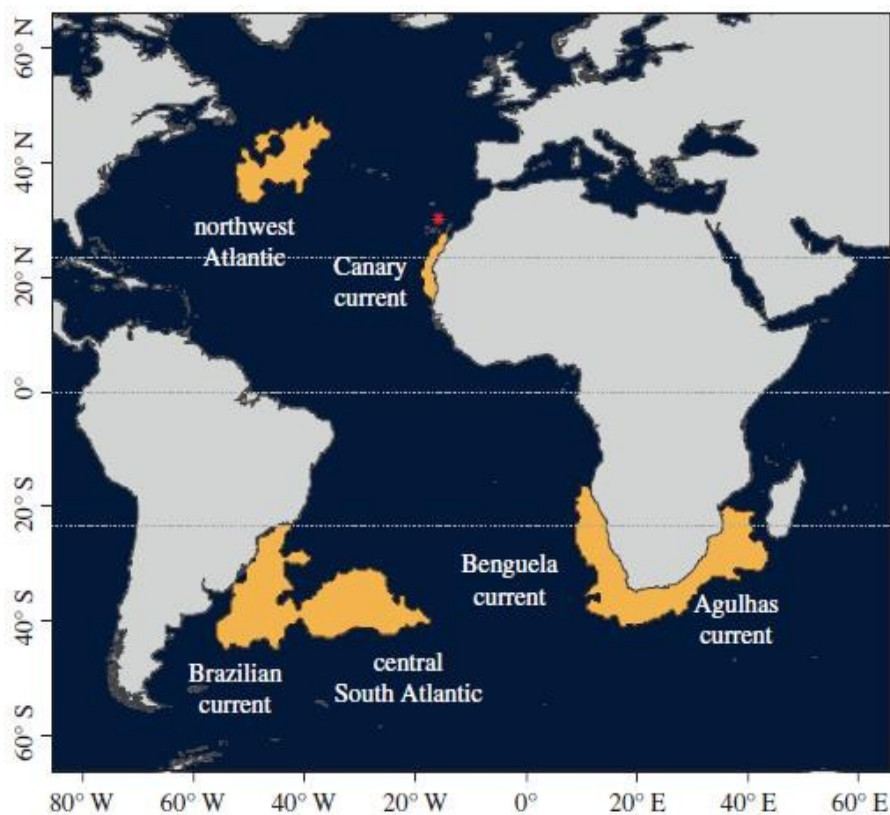 60° N
40° N
20° N
0°
20° S
40° S
60° S
northwest
Atlantic
Canary
current
Benguela
current
Agulhas
current
Brazilian
current
central
South Atlantic
80° W 60° W 40° W 20° W 0° 20° E 40° E 60° E